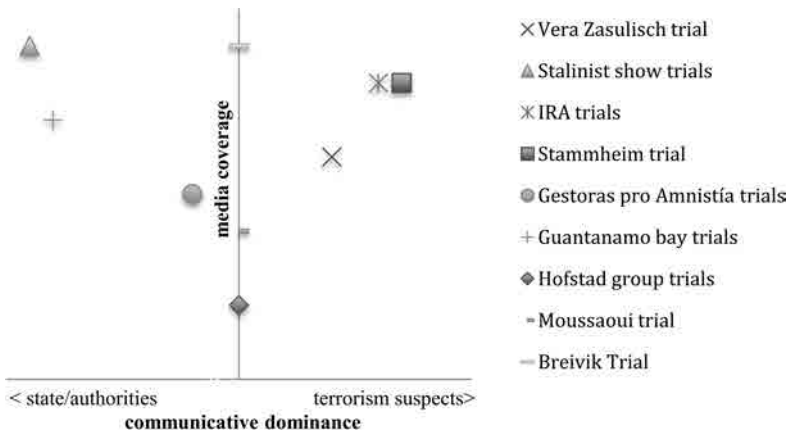 Vera Zasulisch trial
Stalinist show trials
IRA trials
Stammheim trial
Gestoras pro Amnistía trials
Guantanamo bay trials
Hofstad group trials
Moussaoui trial
Breivik Trial
media coverage
< state/authorities
terrorism suspects>
communicative dominance